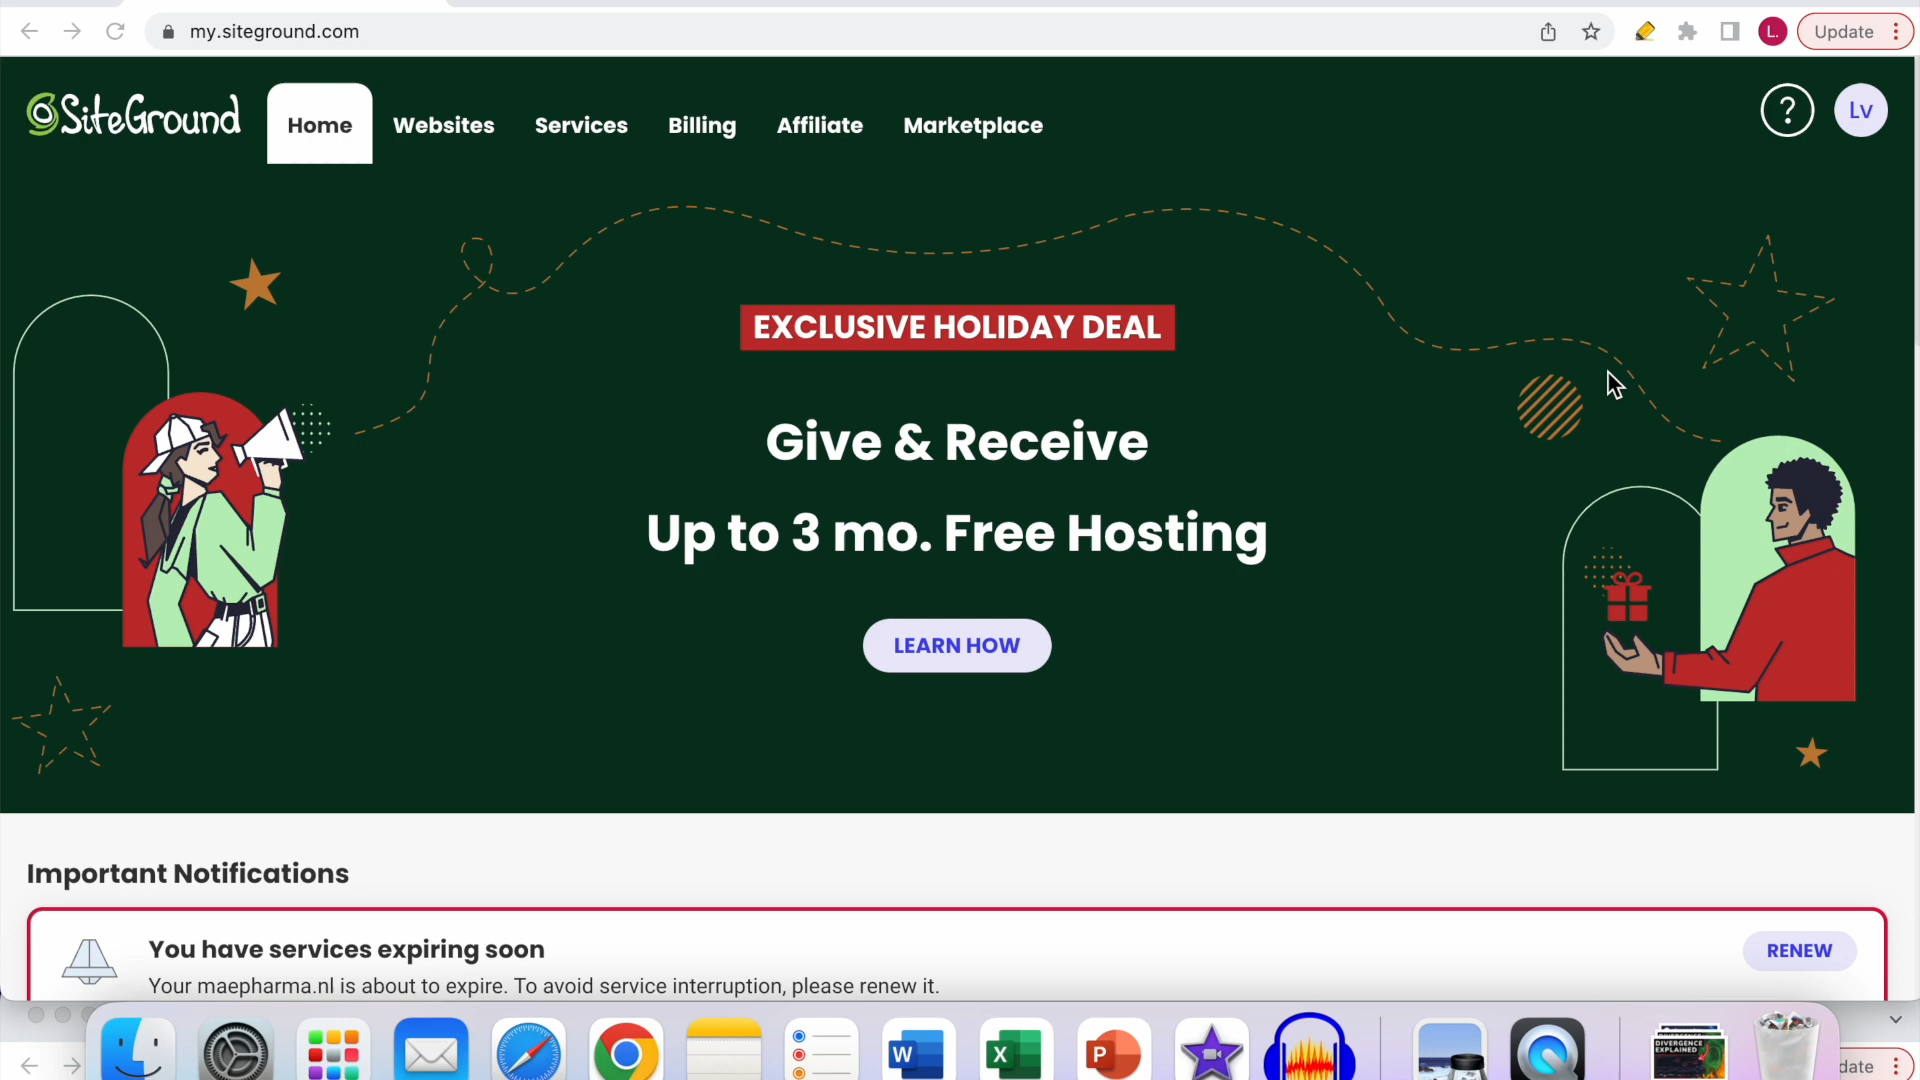 my.siteground.com
L.
Update
SiteGround
Home
Websites
Services
Billing
Affiliate
Marketplace
?
Lv
EXCLUSIVE HOLIDAY DEAL
Give & Receive
Up to 3 mo. Free Hosting
LEARN HOW
Important Notifications
You have services expiring soon
RENEW
Your maepharma.nl is about to expire. To avoid service interruption, please renew it.
W
X
P
DIVERGENCE
EXPLAINED
date